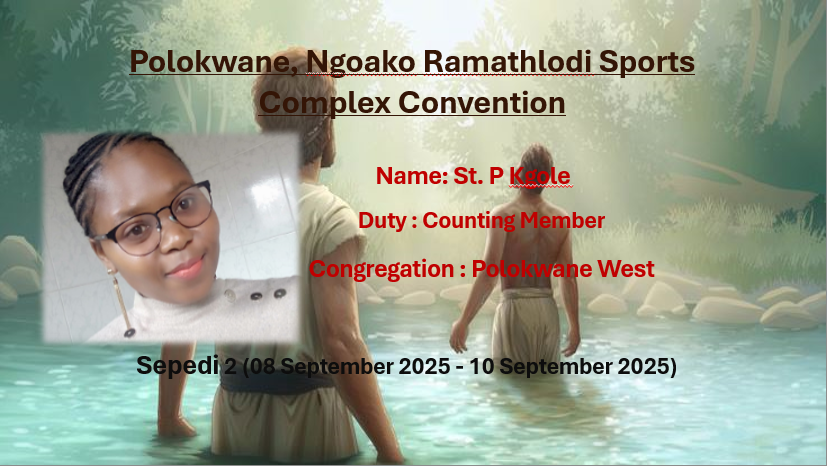 Polokwane, Ngoako Ramathlodi Sports
Complex Convention
Name: St. P Kgole
Duty : Counting Member
Congregation : Polokwane West
Sepedi 2 (08 September 2025 - 10 September 2025)